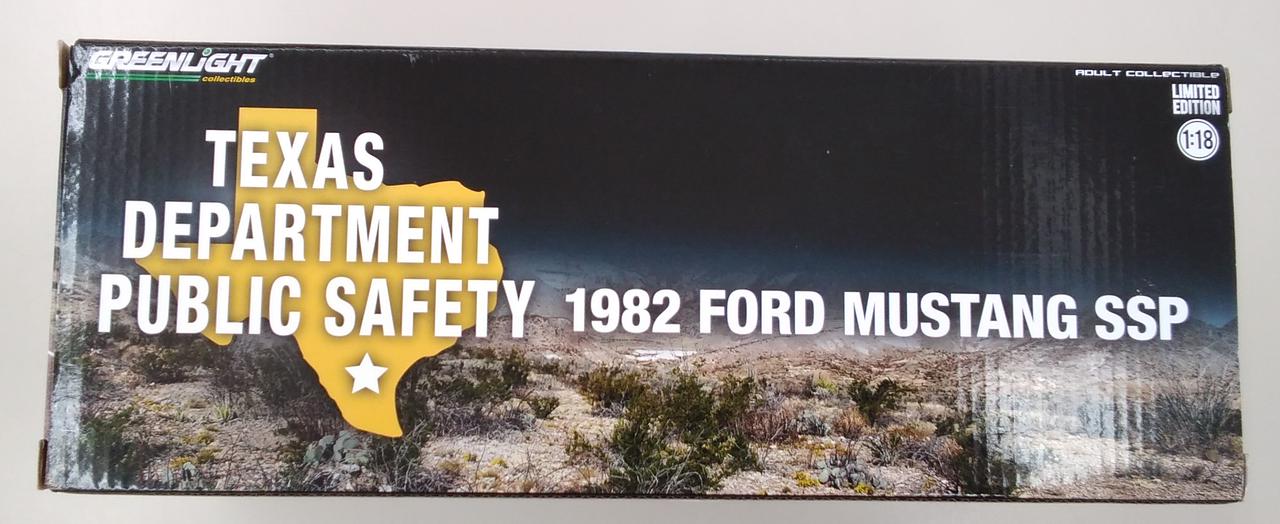 GREENLiGHT®
collectibles
ADULT COLLECTIBLE
LIMITED
EDITION
1:18
TEXAS
DEPARTMENT
PUBLIC SAFETY
1982 FORD MUSTANG SSP